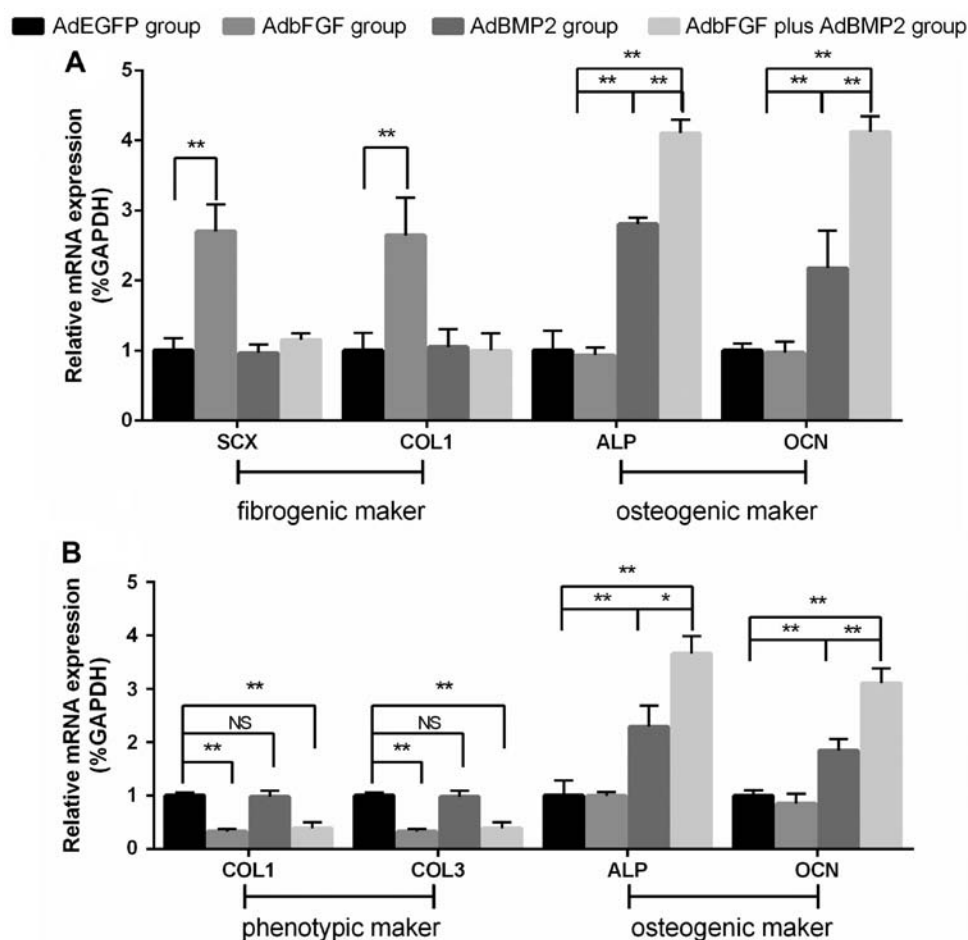 AdEGFP group AdbFGF group AdBMP2 group AdbFGF plus AdBMP2 group
A
Relative mRNA expression
(%GAPDH)
5
4
3
2
1
0
** ** ** ** ** ** ** **
SCX COL1 ALP OCN
fibrogenic maker osteogenic maker
B
Relative mRNA expression
(%GAPDH)
5
4
3
2
1
0
** NS ** ** NS ** ** ** * ** ** **
COL1 COL3 ALP OCN
phenotypic maker osteogenic maker